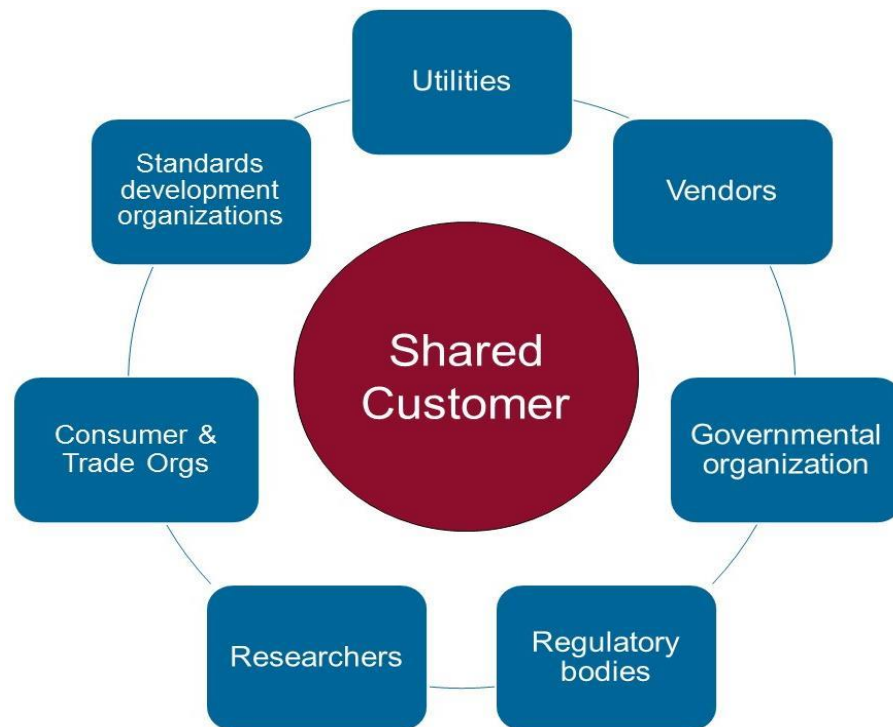 Utilities
Vendors
Governmental
organization
Regulatory
bodies
Researchers
Consumer &
Trade Orgs
Standards
development
organizations
Shared
Customer